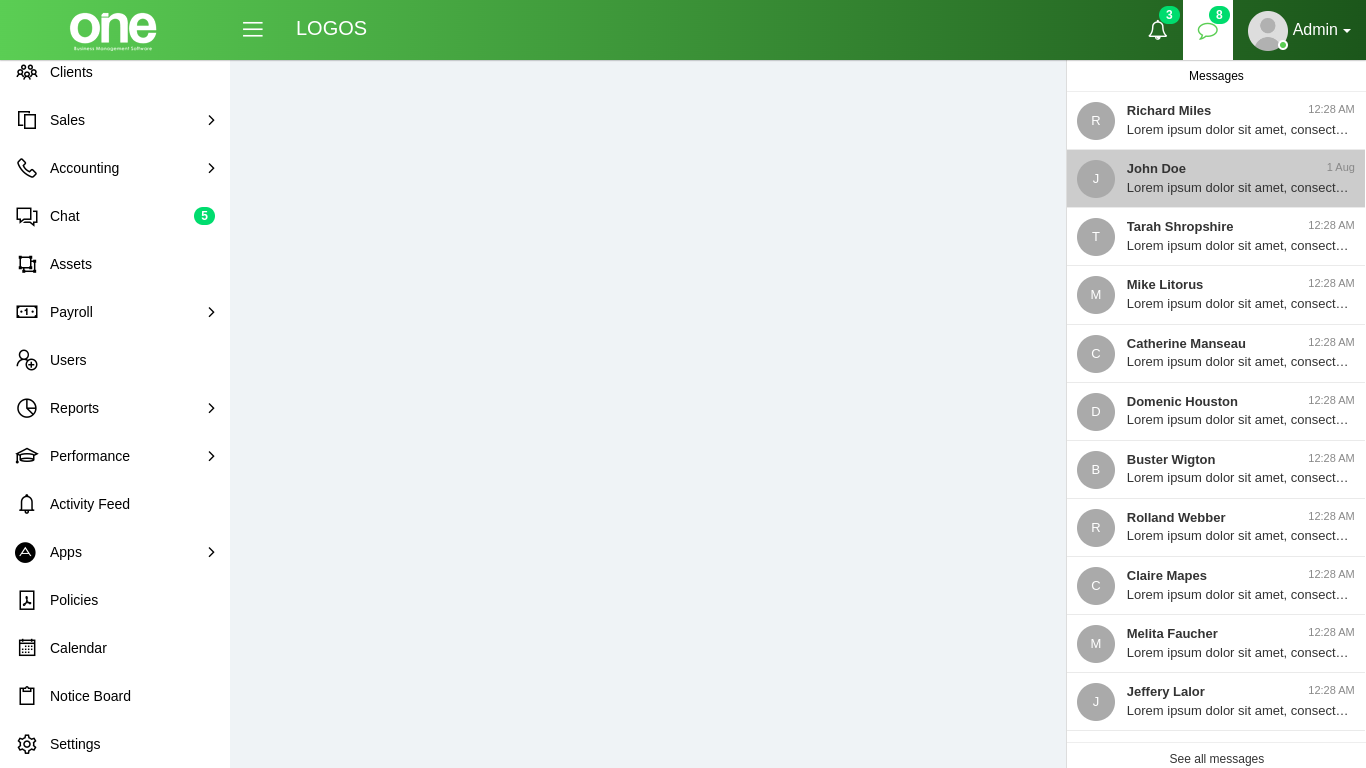 one
Business Management Software
LOGOS
3
8
Admin
Clients
Sales
Accounting
Chat
5
Assets
Payroll
Users
Reports
Performance
Activity Feed
Apps
Policies
Calendar
Notice Board
Settings
Messages
R
Richard Miles
12:28 AM
Lorem ipsum dolor sit amet, consect…
J
John Doe
1 Aug
Lorem ipsum dolor sit amet, consect…
T
Tarah Shropshire
12:28 AM
Lorem ipsum dolor sit amet, consect…
M
Mike Litorus
12:28 AM
Lorem ipsum dolor sit amet, consect…
C
Catherine Manseau
12:28 AM
Lorem ipsum dolor sit amet, consect…
D
Domenic Houston
12:28 AM
Lorem ipsum dolor sit amet, consect…
B
Buster Wigton
12:28 AM
Lorem ipsum dolor sit amet, consect…
R
Rolland Webber
12:28 AM
Lorem ipsum dolor sit amet, consect…
C
Claire Mapes
12:28 AM
Lorem ipsum dolor sit amet, consect…
M
Melita Faucher
12:28 AM
Lorem ipsum dolor sit amet, consect…
J
Jeffery Lalor
12:28 AM
Lorem ipsum dolor sit amet, consect…
See all messages